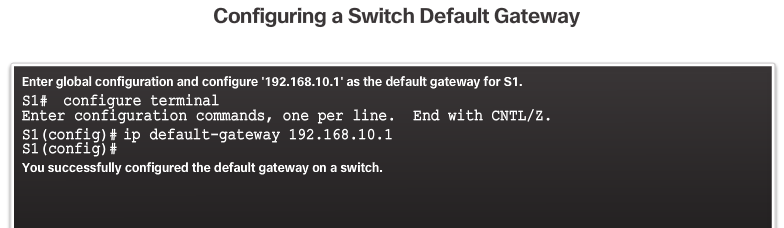 Configuring a Switch Default Gateway
Enter global configuration and configure '192.168.10.1' as the default gateway for S1.
S1#  configure terminal
Enter configuration commands, one per line.  End with CNTL/Z.
S1(config)# ip default-gateway 192.168.10.1
S1(config)#
You successfully configured the default gateway on a switch.